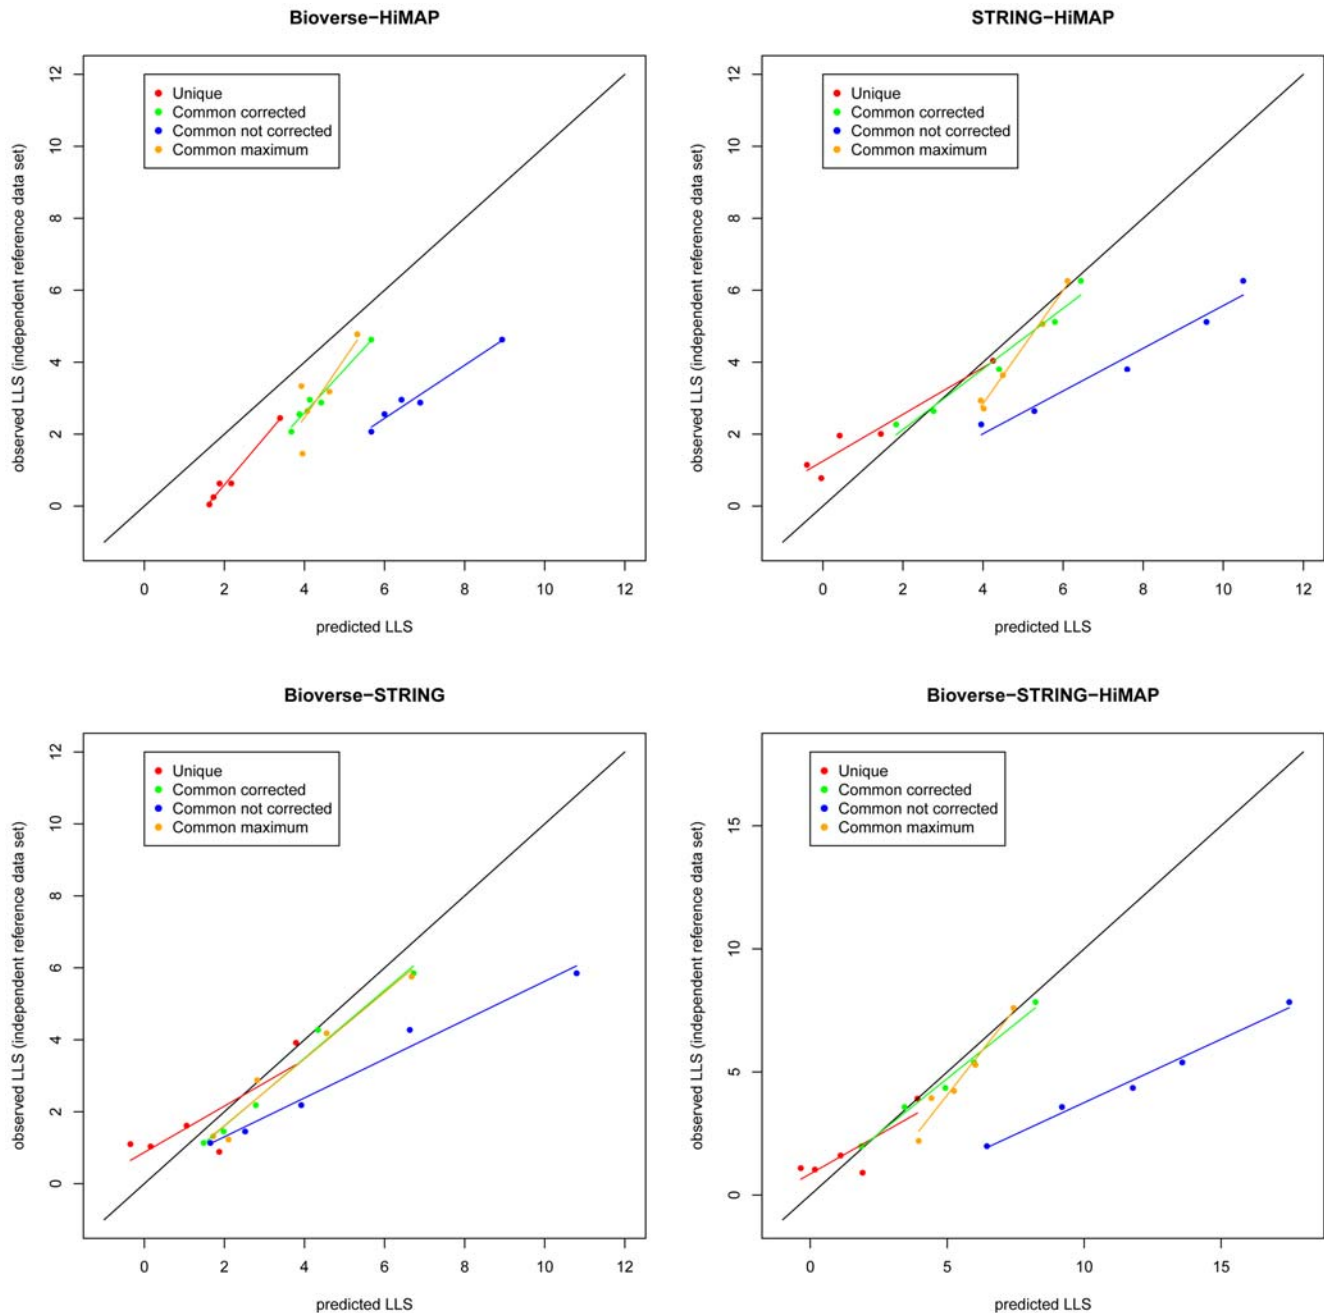 Bioverse−HiMAP
Unique
Common corrected
Common not corrected
Common maximum
observed LLS (independent reference data set)
12
10
8
6
4
2
0
0 2 4 6 8 10 12
predicted LLS
STRING−HiMAP
Unique
Common corrected
Common not corrected
Common maximum
observed LLS (independent reference data set)
12
10
8
6
4
2
0
0 2 4 6 8 10 12
predicted LLS
Bioverse−STRING
Unique
Common corrected
Common not corrected
Common maximum
observed LLS (independent reference data set)
12
10
8
6
4
2
0
0 2 4 6 8 10 12
predicted LLS
Bioverse−STRING−HiMAP
Unique
Common corrected
Common not corrected
Common maximum
observed LLS (independent reference data set)
15
10
5
0
0 5 10 15
predicted LLS